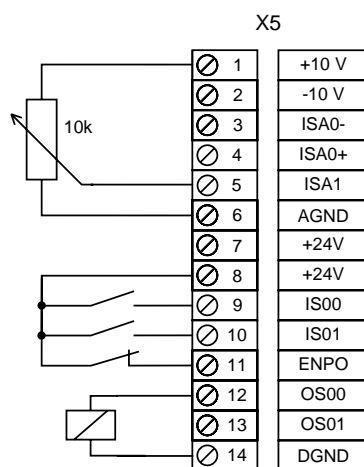 X5
1 +10 V
2 -10 V
10k
3 ISA0-
4 ISA0+
5 ISA1
6 AGND
7 +24V
8 +24V
9 IS00
10 IS01
11 ENPO
12 OS00
13 OS01
14 DGND